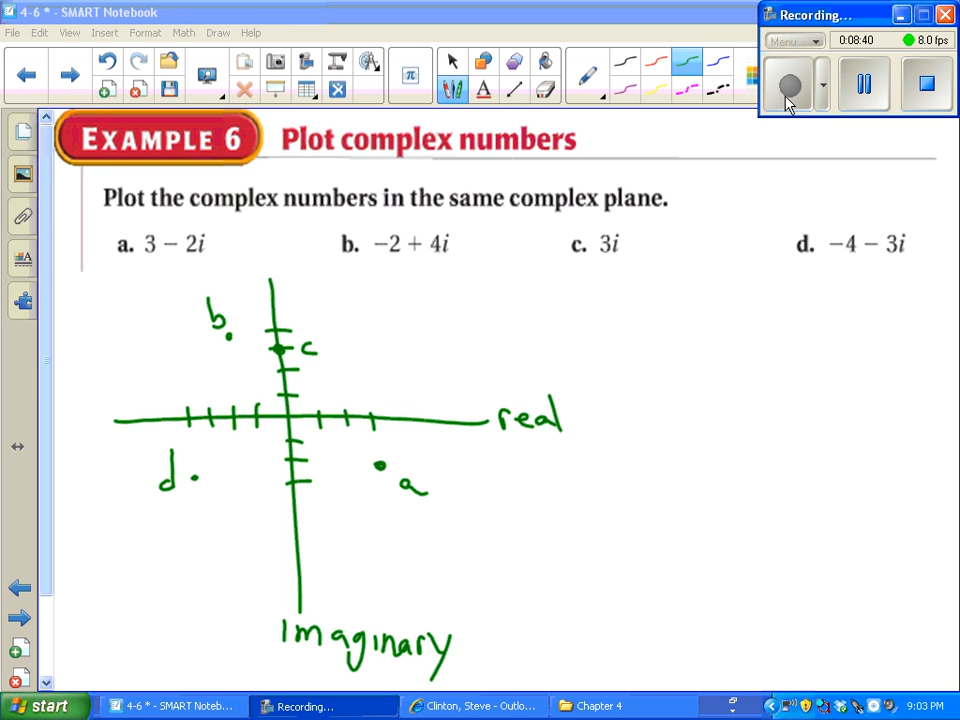 4-6 * - SMART Notebook
Recording...
File Edit View Insert Format Math Draw Help
Menu 00:08:40 8.0 fps
EXAMPLE 6 Plot complex numbers
Plot the complex numbers in the same complex plane.
a. 3 − 2i b. −2 + 4i c. 3i d. −4 − 3i
b
c
real
d
a
Imaginary
start 4-6 * - SMART Noteb... Recording... Clinton, Steve - Outlo... Chapter 4 9:03 PM